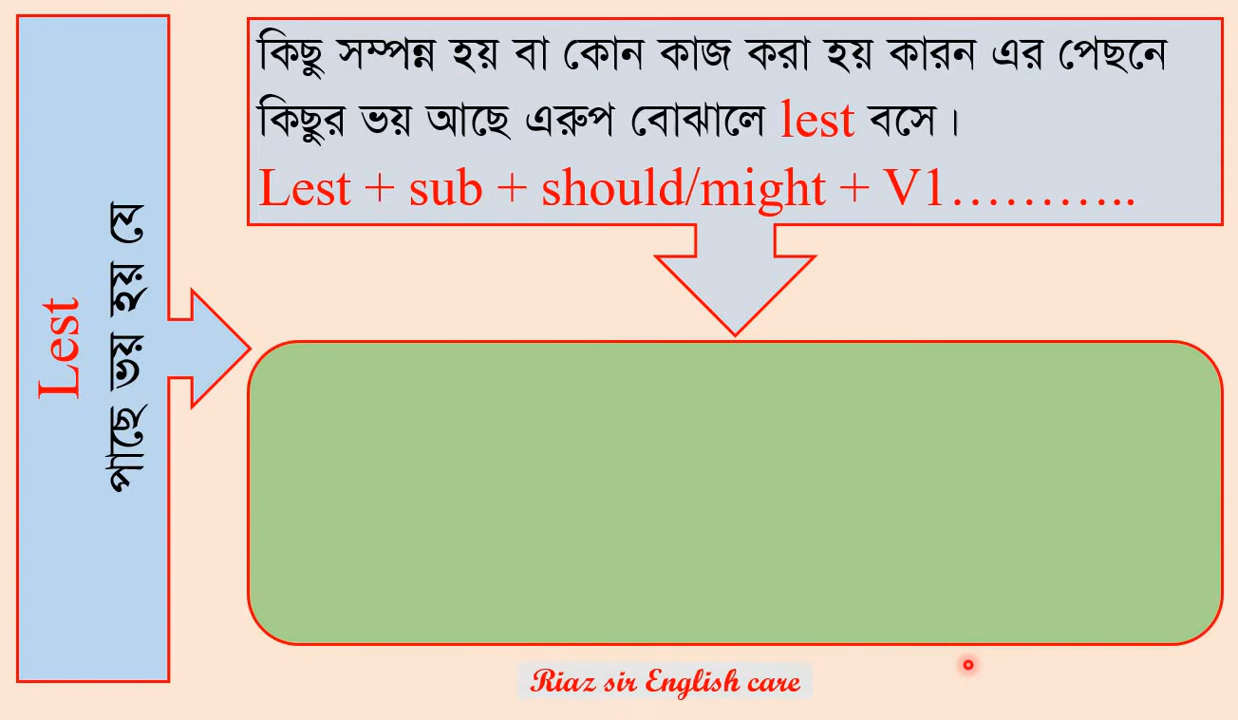 Lest
পাছে ভয় হয় যে
কিছু সম্পন্ন হয় বা কোন কাজ করা হয় কারন এর পেছনে
কিছুর ভয় আছে এরুপ বোঝালে lest বসে।
Lest + sub + should/might + V1………..
Riaz sir English care